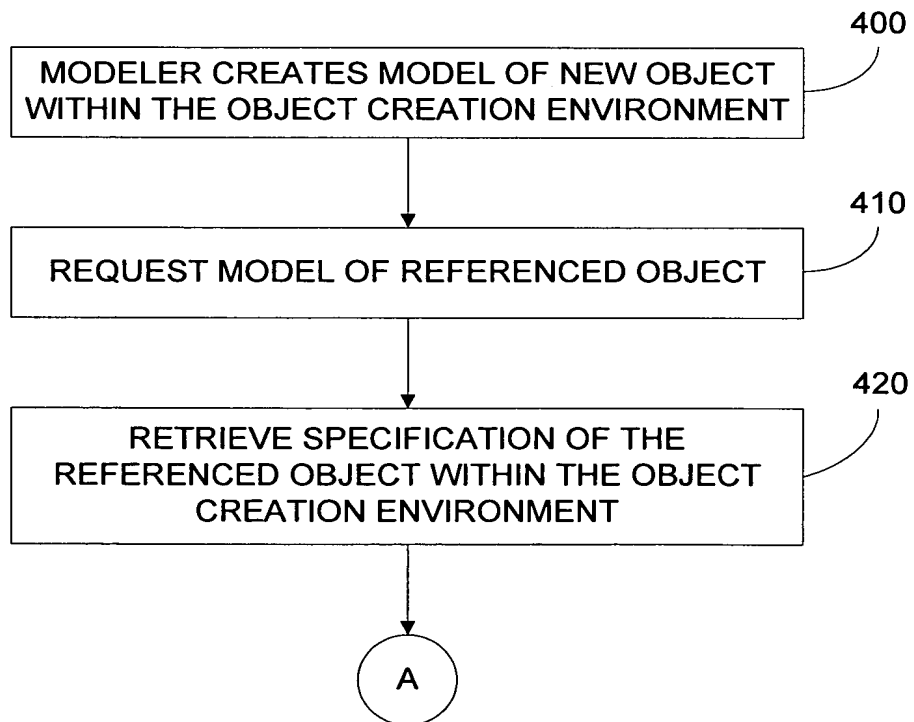 400
MODELER CREATES MODEL OF NEW OBJECT
WITHIN THE OBJECT CREATION ENVIRONMENT
410
REQUEST MODEL OF REFERENCED OBJECT
420
RETRIEVE SPECIFICATION OF THE
REFERENCED OBJECT WITHIN THE OBJECT
CREATION ENVIRONMENT
A